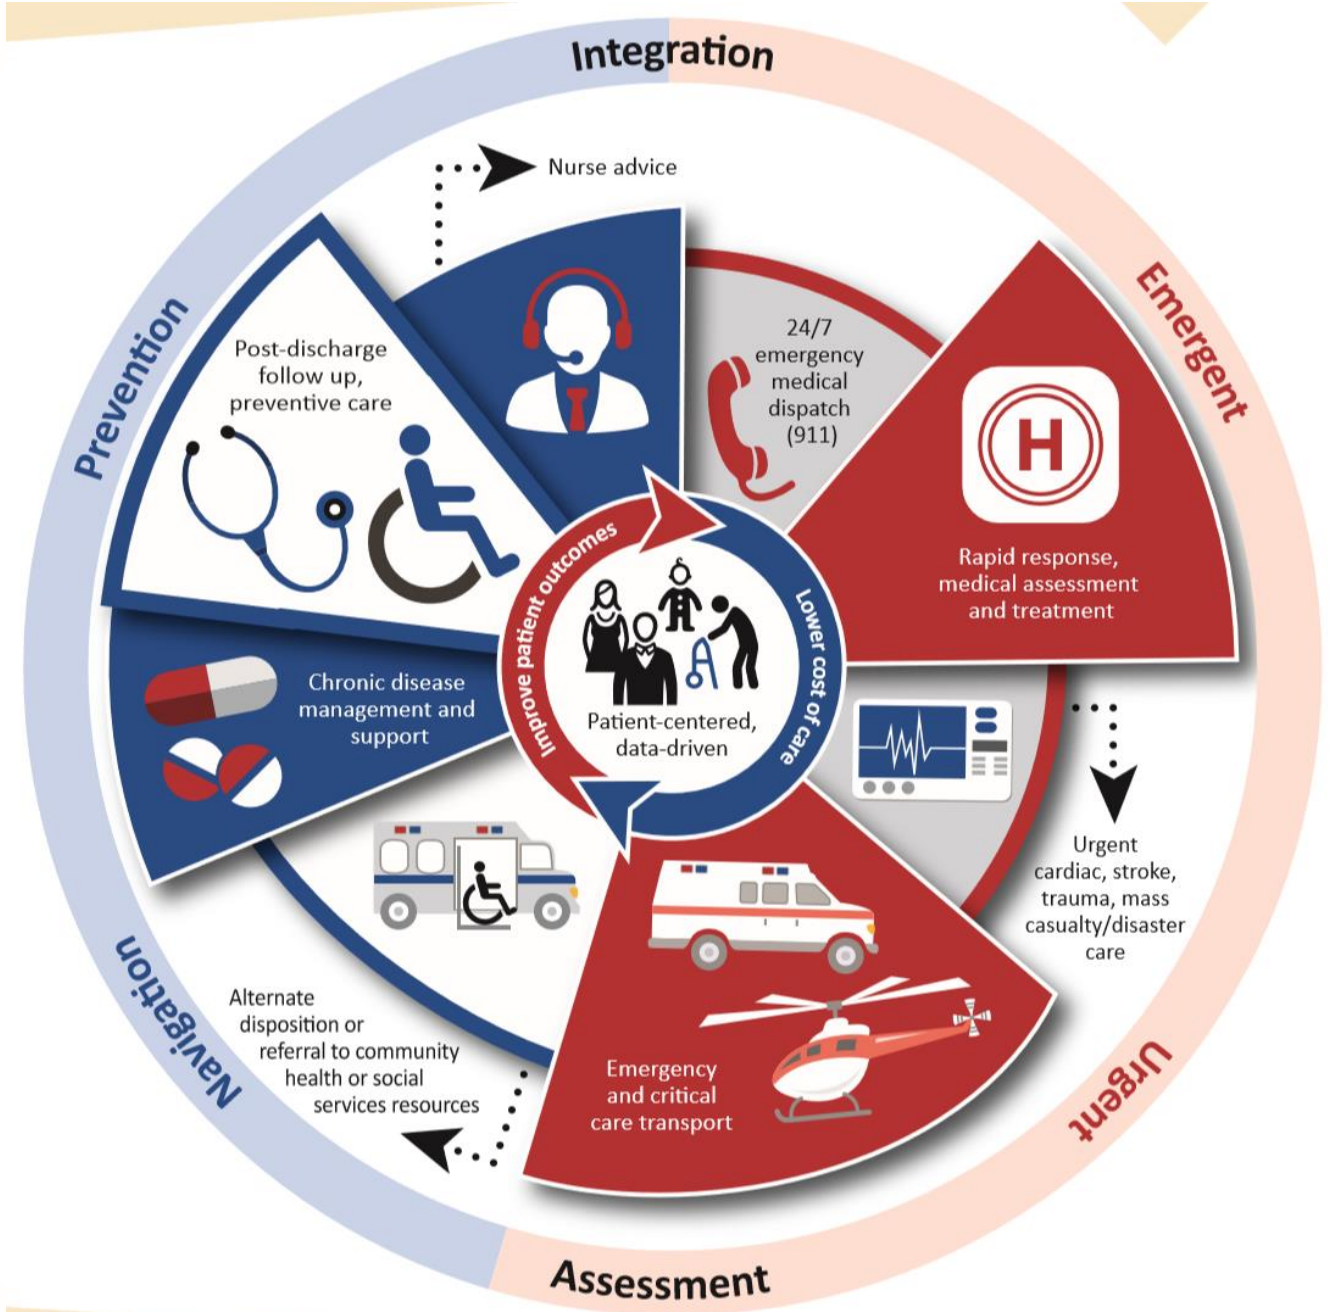 Integration
Nurse advice
Emergent
24/7
emergency
medical
dispatch
(911)
H
Rapid response,
medical assessment
and treatment
Urgent
cardiac, stroke,
trauma, mass
casualty/disaster
care
Urgent
Emergency
and critical
care transport
Assessment
Alternate
disposition or
referral to community
health or social
services resources
Navigation
Chronic disease
management and
support
Prevention
Post-discharge
follow up,
preventive care
Improve patient outcomes
Lower cost of care
Patient-centered,
data-driven